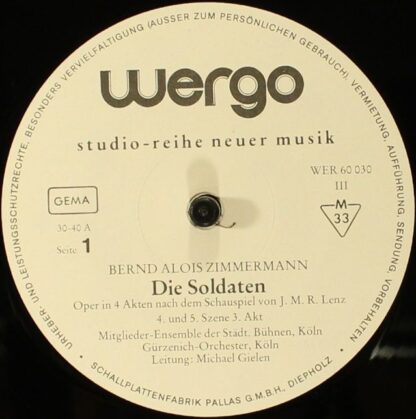 URHEBER- UND LEISTUNGSSCHUTZRECHTE, BESONDERS VERVIELFÄLTIGUNG (AUSSER ZUM PERSÖNLICHEN GEBRAUCH) VERMIETUNG, AUFFÜHRUNG, SENDUNG, VORBEHALTEN
wergo
studio-reihe neuer musik
WER 60 030
III
GEMA
M
33
30-40 A
Seite 1
BERND ALOIS ZIMMERMANN
Die Soldaten
Oper in 4 Akten nach dem Schauspiel von J. M. R. Lenz
4. und 5. Szene 3. Akt
Mitglieder-Ensemble der Städt. Bühnen, Köln
Gürzenich-Orchester, Köln
Leitung: Michael Gielen
• SCHALLPLATTENFABRIK PALLAS G.M.B.H., DIEPHOLZ •